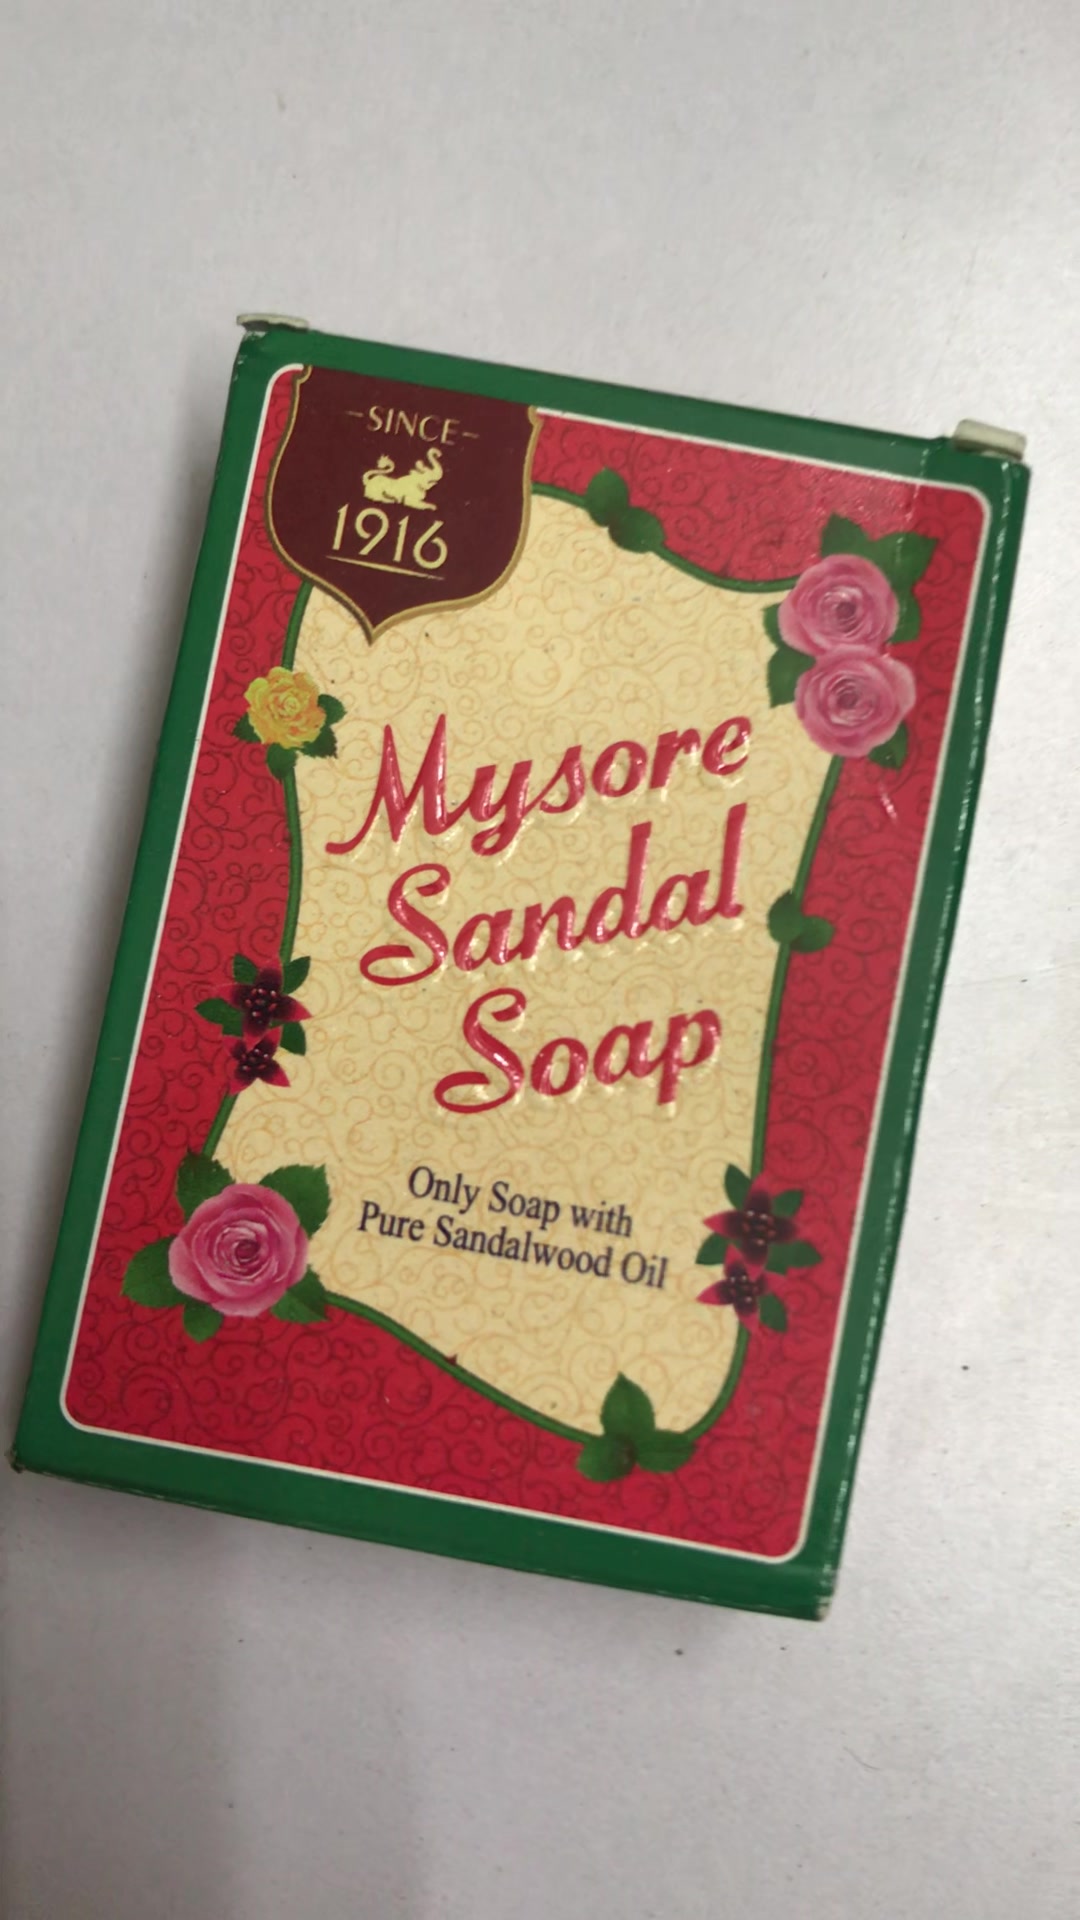 -SINCE-
1916
Mysore
Sandal
Soap
Only Soap with
Pure Sandalwood Oil